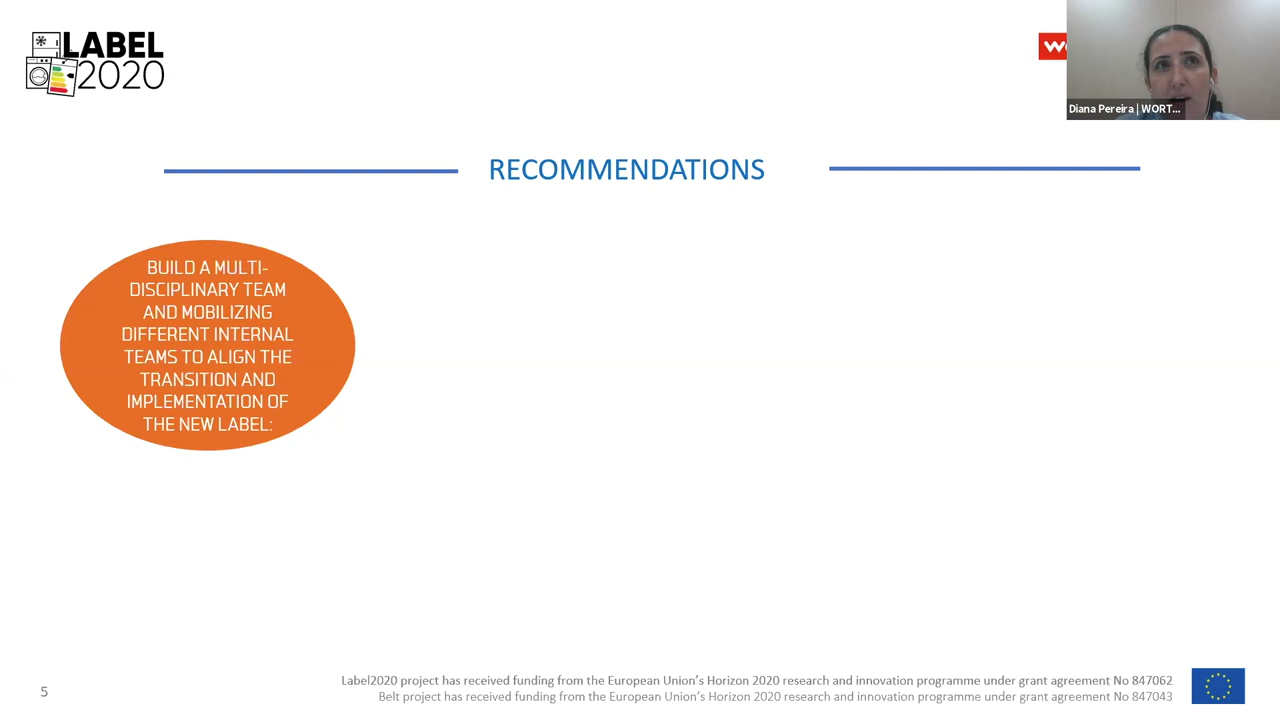 LABEL
2020
Diana Pereira | WORT...
RECOMMENDATIONS
BUILD A MULTI-
DISCIPLINARY TEAM
AND MOBILIZING
DIFFERENT INTERNAL
TEAMS TO ALIGN THE
TRANSITION AND
IMPLEMENTATION OF
THE NEW LABEL:
5
Label2020 project has received funding from the European Union’s Horizon 2020 research and innovation programme under grant agreement No 847062
Belt project has received funding from the European Union’s Horizon 2020 research and innovation programme under grant agreement No 847043